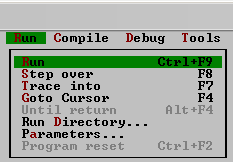 Run Compile Debug Tools
Run Ctrl+F9
Step over F8
Trace into F7
Goto Cursor F4
Until return Alt+F4
Run Directory...
Parameters...
Program reset Ctrl+F2